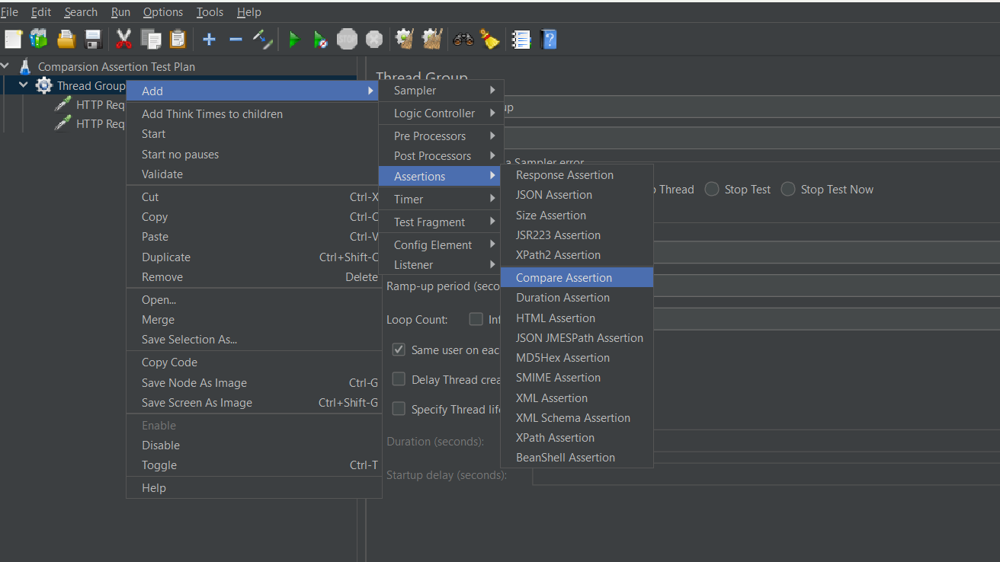 File Edit Search Run Options Tools Help
STOP
Comparsion Assertion Test Plan
Thread Group
HTTP Req
HTTP Req
Add
Add Think Times to children
Start
Start no pauses
Validate
Cut Ctrl-X
Copy Ctrl-C
Paste Ctrl-V
Duplicate Ctrl+Shift-C
Remove Delete
Open...
Merge
Save Selection As...
Copy Code
Save Node As Image Ctrl-G
Save Screen As Image Ctrl+Shift-G
Enable
Disable
Toggle Ctrl-T
Help
Sampler
Logic Controller
Pre Processors
Post Processors
Assertions
Timer
Test Fragment
Config Element
Listener
Response Assertion
JSON Assertion
Size Assertion
JSR223 Assertion
XPath2 Assertion
Compare Assertion
Duration Assertion
HTML Assertion
JSON JMESPath Assertion
MD5Hex Assertion
SMIME Assertion
XML Assertion
XML Schema Assertion
XPath Assertion
BeanShell Assertion
Thread Group
up
a Sampler error
p Thread Stop Test Stop Test Now
Ramp-up period (seco
Loop Count: Inf
Same user on eac
Delay Thread crea
Specify Thread life
Duration (seconds):
Startup delay (seconds):